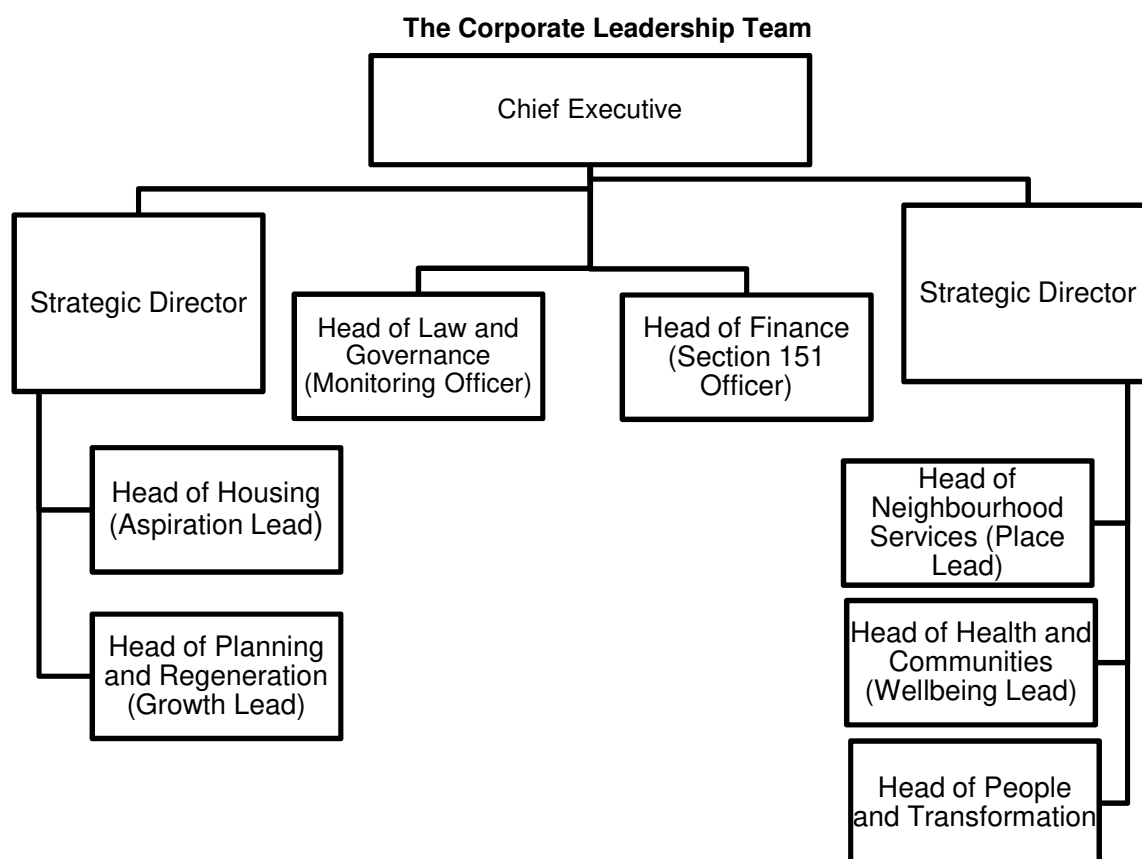 The Corporate Leadership Team
Chief Executive
Strategic Director
Head of Law and
Governance
(Monitoring Officer)
Head of Finance
(Section 151
Officer)
Strategic Director
Head of Housing
(Aspiration Lead)
Head of Planning
and Regeneration
(Growth Lead)
Head of
Neighbourhood
Services (Place
Lead)
Head of Health and
Communities
(Wellbeing Lead)
Head of People
and Transformation